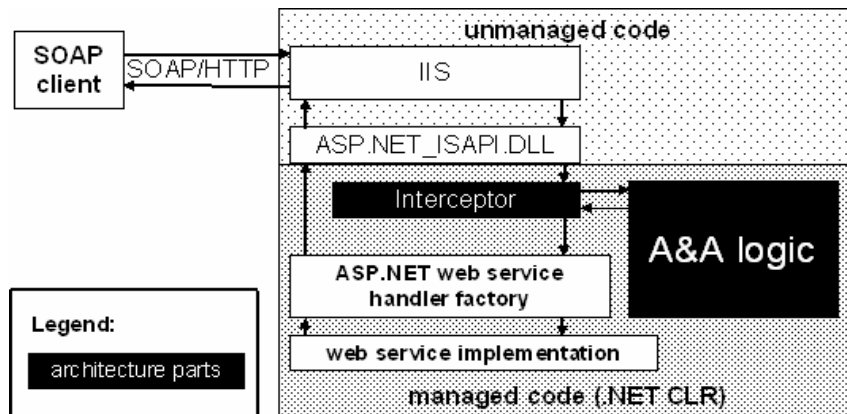 unmanaged code
SOAP
client
SOAP/HTTP
IIS
ASP.NET_ISAPI.DLL
Interceptor
A&A logic
ASP.NET web service
handler factory
web service implementation
managed code (.NET CLR)
Legend:
architecture parts